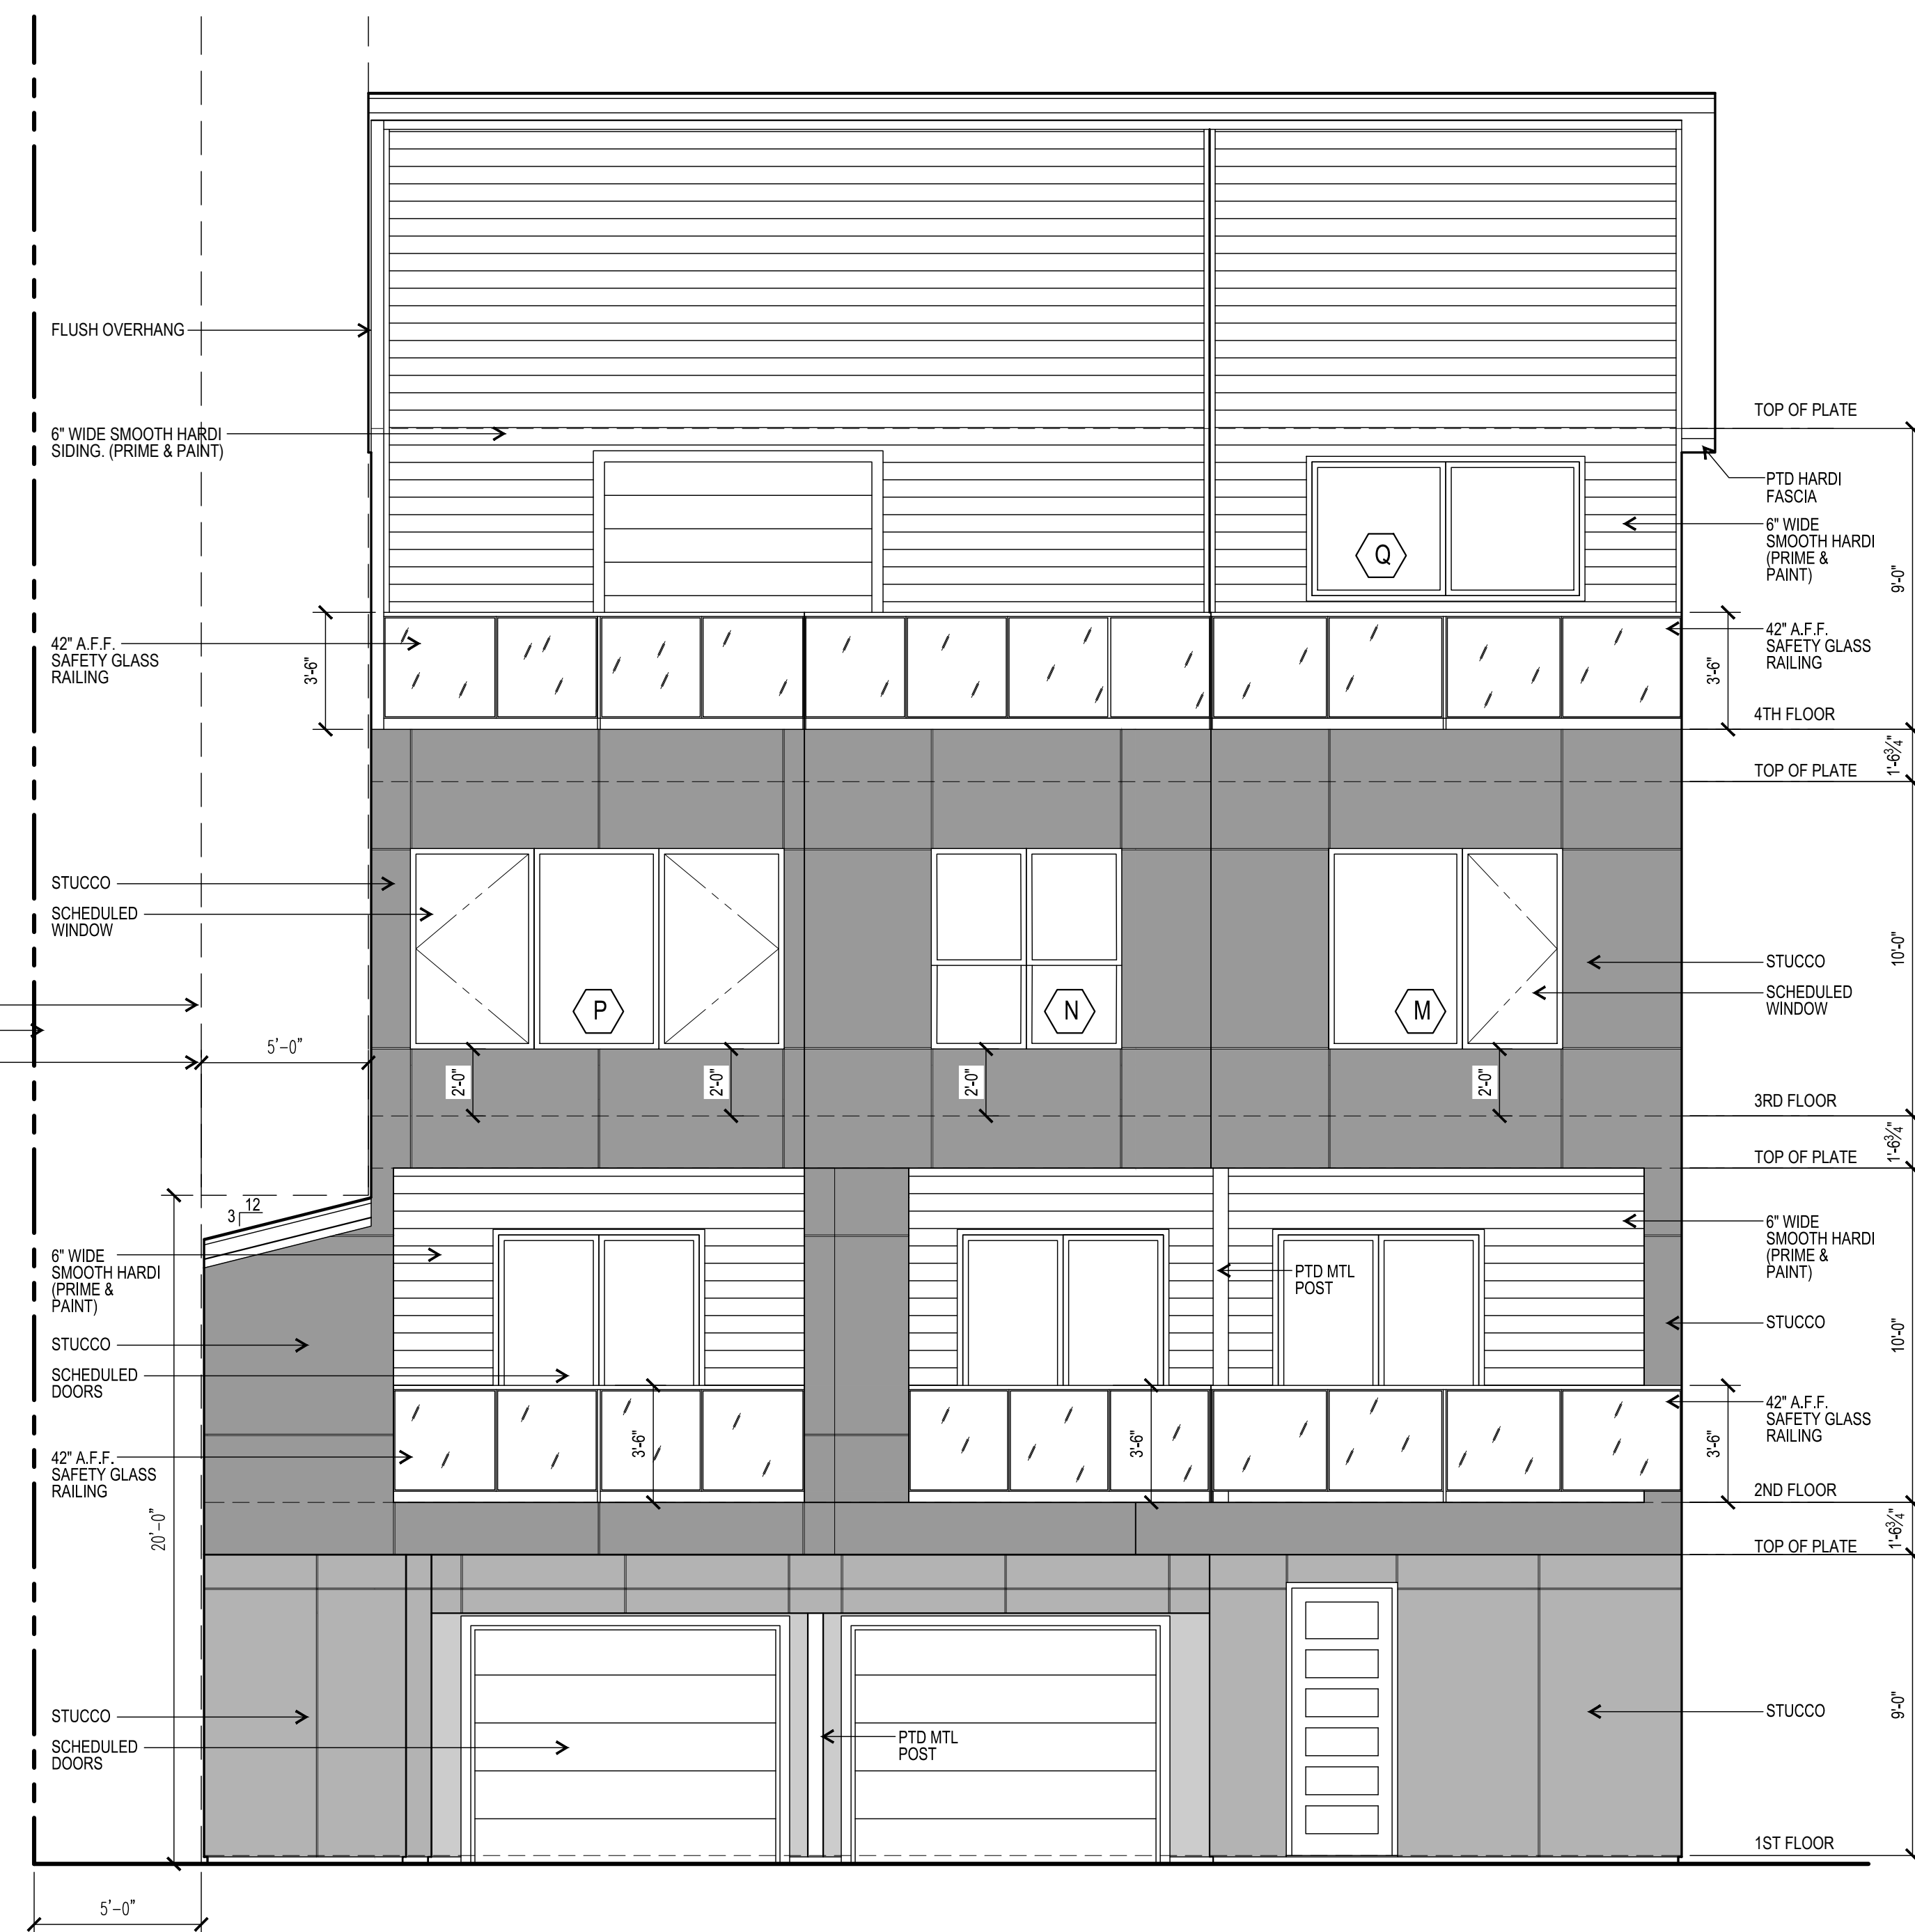 FLUSH OVERHANG
6" WIDE SMOOTH HARDI
SIDING. (PRIME & PAINT)
42" A.F.F.
SAFETY GLASS
RAILING
3'-6"
STUCCO
SCHEDULED
WINDOW
5'-0"
12
3
6" WIDE
SMOOTH HARDI
(PRIME &
PAINT)
STUCCO
SCHEDULED
DOORS
42" A.F.F.
SAFETY GLASS
RAILING
20'-0"
STUCCO
SCHEDULED
DOORS
5'-0"
Q
P
N
M
2'-0"
2'-0"
2'-0"
2'-0"
PTD MTL
POST
3'-6"
3'-6"
PTD MTL
POST
TOP OF PLATE
PTD HARDI
FASCIA
6" WIDE
SMOOTH HARDI
(PRIME &
PAINT)
9'-0"
42" A.F.F.
SAFETY GLASS
RAILING
3'-6"
4TH FLOOR
1'-6¾"
TOP OF PLATE
10'-0"
STUCCO
SCHEDULED
WINDOW
3RD FLOOR
1'-6¾"
TOP OF PLATE
6" WIDE
SMOOTH HARDI
(PRIME &
PAINT)
STUCCO
10'-0"
42" A.F.F.
SAFETY GLASS
RAILING
3'-6"
2ND FLOOR
1'-6¾"
TOP OF PLATE
STUCCO
9'-0"
1ST FLOOR